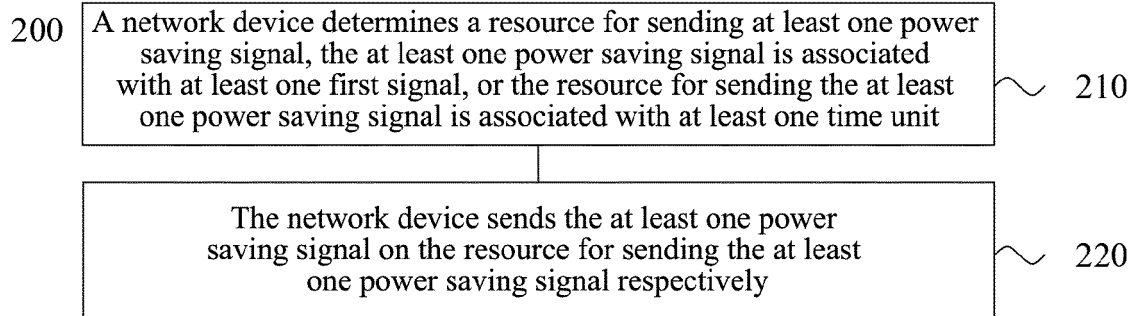 200
A network device determines a resource for sending at least one power
saving signal, the at least one power saving signal is associated
with at least one first signal, or the resource for sending the at least
one power saving signal is associated with at least one time unit
210
The network device sends the at least one power
saving signal on the resource for sending the at least
one power saving signal respectively
220